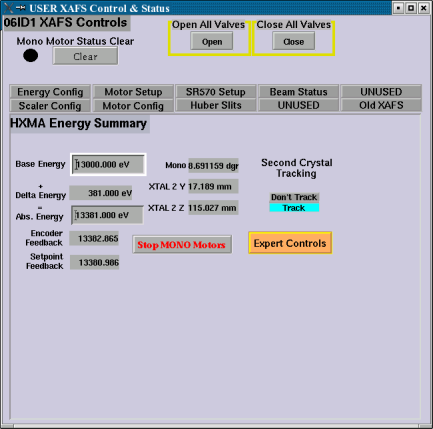 USER XAFS Control & Status
06ID1 XAFS Controls
Open All Valves Close All Valves
Mono Motor Status Clear
Open Close
Clear
Energy Config Motor Setup SR570 Setup Beam Status UNUSED
Scaler Config Motor Config Huber Slits UNUSED Old XAFS
HXMA Energy Summary
Base Energy 13000.000 eV Mono 8.691159 dgr Second Crystal
Tracking
+
Delta Energy 381.000 eV XTAL 2 Y 17.189 mm
Don't Track
=
Abs. Energy 13381.000 eV XTAL 2 Z 115.027 mm Track
Encoder
Feedback 13382.865
Stop MONO Motors Expert Controls
Setpoint
Feedback 13380.986